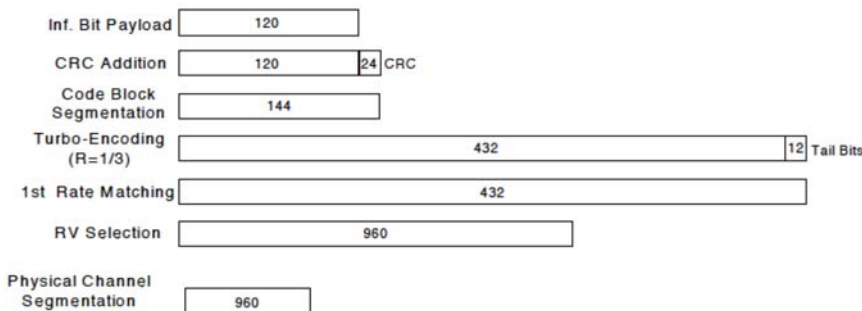 Inf. Bit Payload 120
CRC Addition 120 24 CRC
Code Block
Segmentation 144
Turbo-Encoding
(R=1/3) 432 12 Tail Bits
1st Rate Matching 432
RV Selection 960
Physical Channel
Segmentation 960